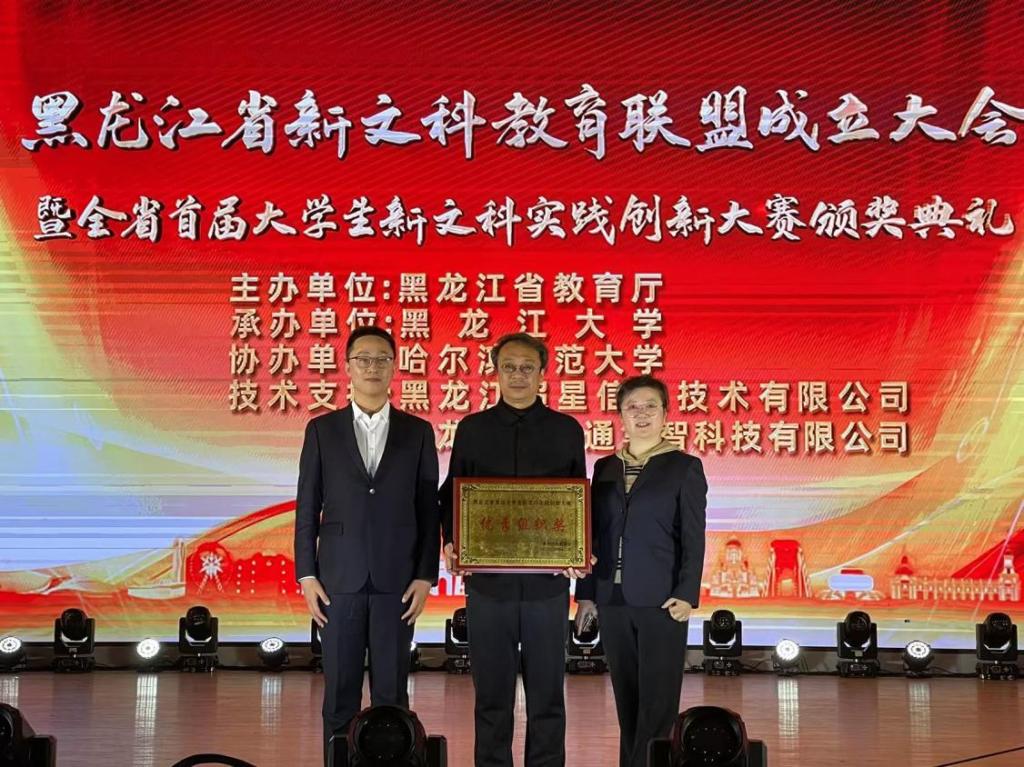 黑龙江省新文科教育联盟成立大会
暨全省首届大学生新文科实践创新大赛颁奖典礼
主办单位:黑龙江省教育厅
承办单位:黑龙江大学
协办单 哈尔滨 范大学
技术支 黑龙江 星信 技术有限公司
龙 通 智科技有限公司
优秀组织奖